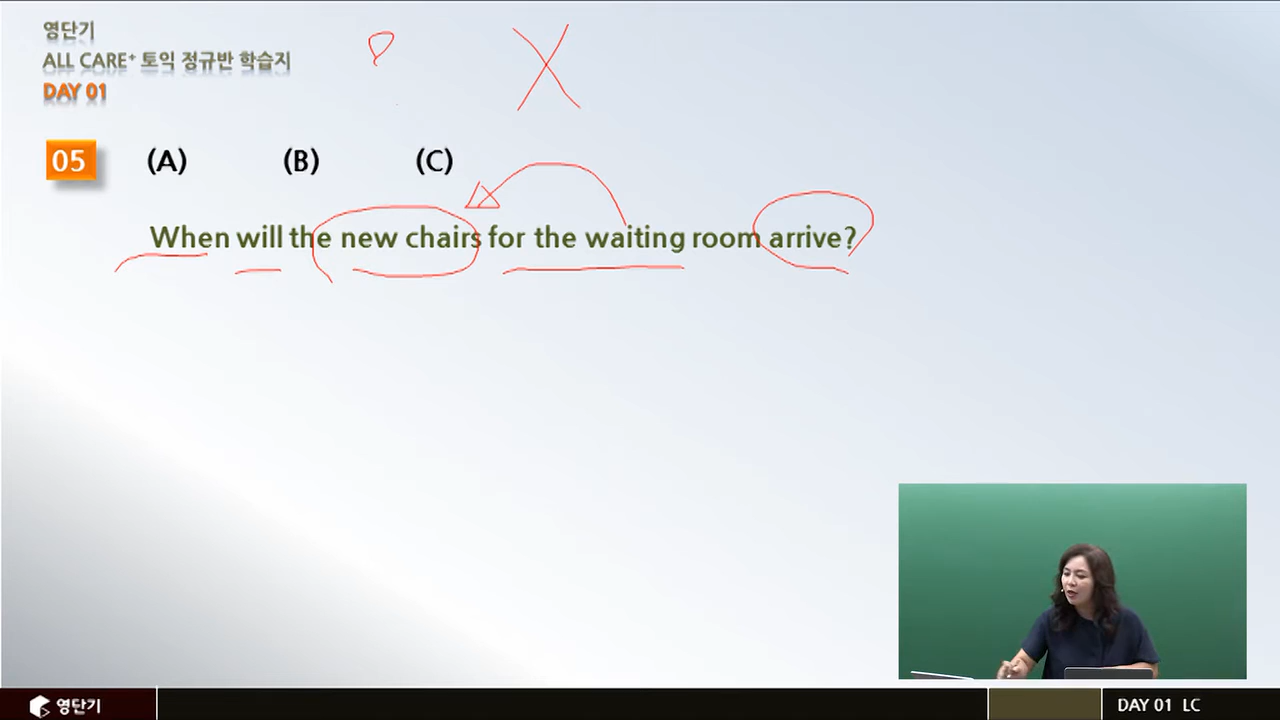 영단기
ALL CARE+ 토익 정규반 학습지
DAY 01
05 (A) (B) (C)
When will the new chairs for the waiting room arrive?
영단기
DAY 01 LC